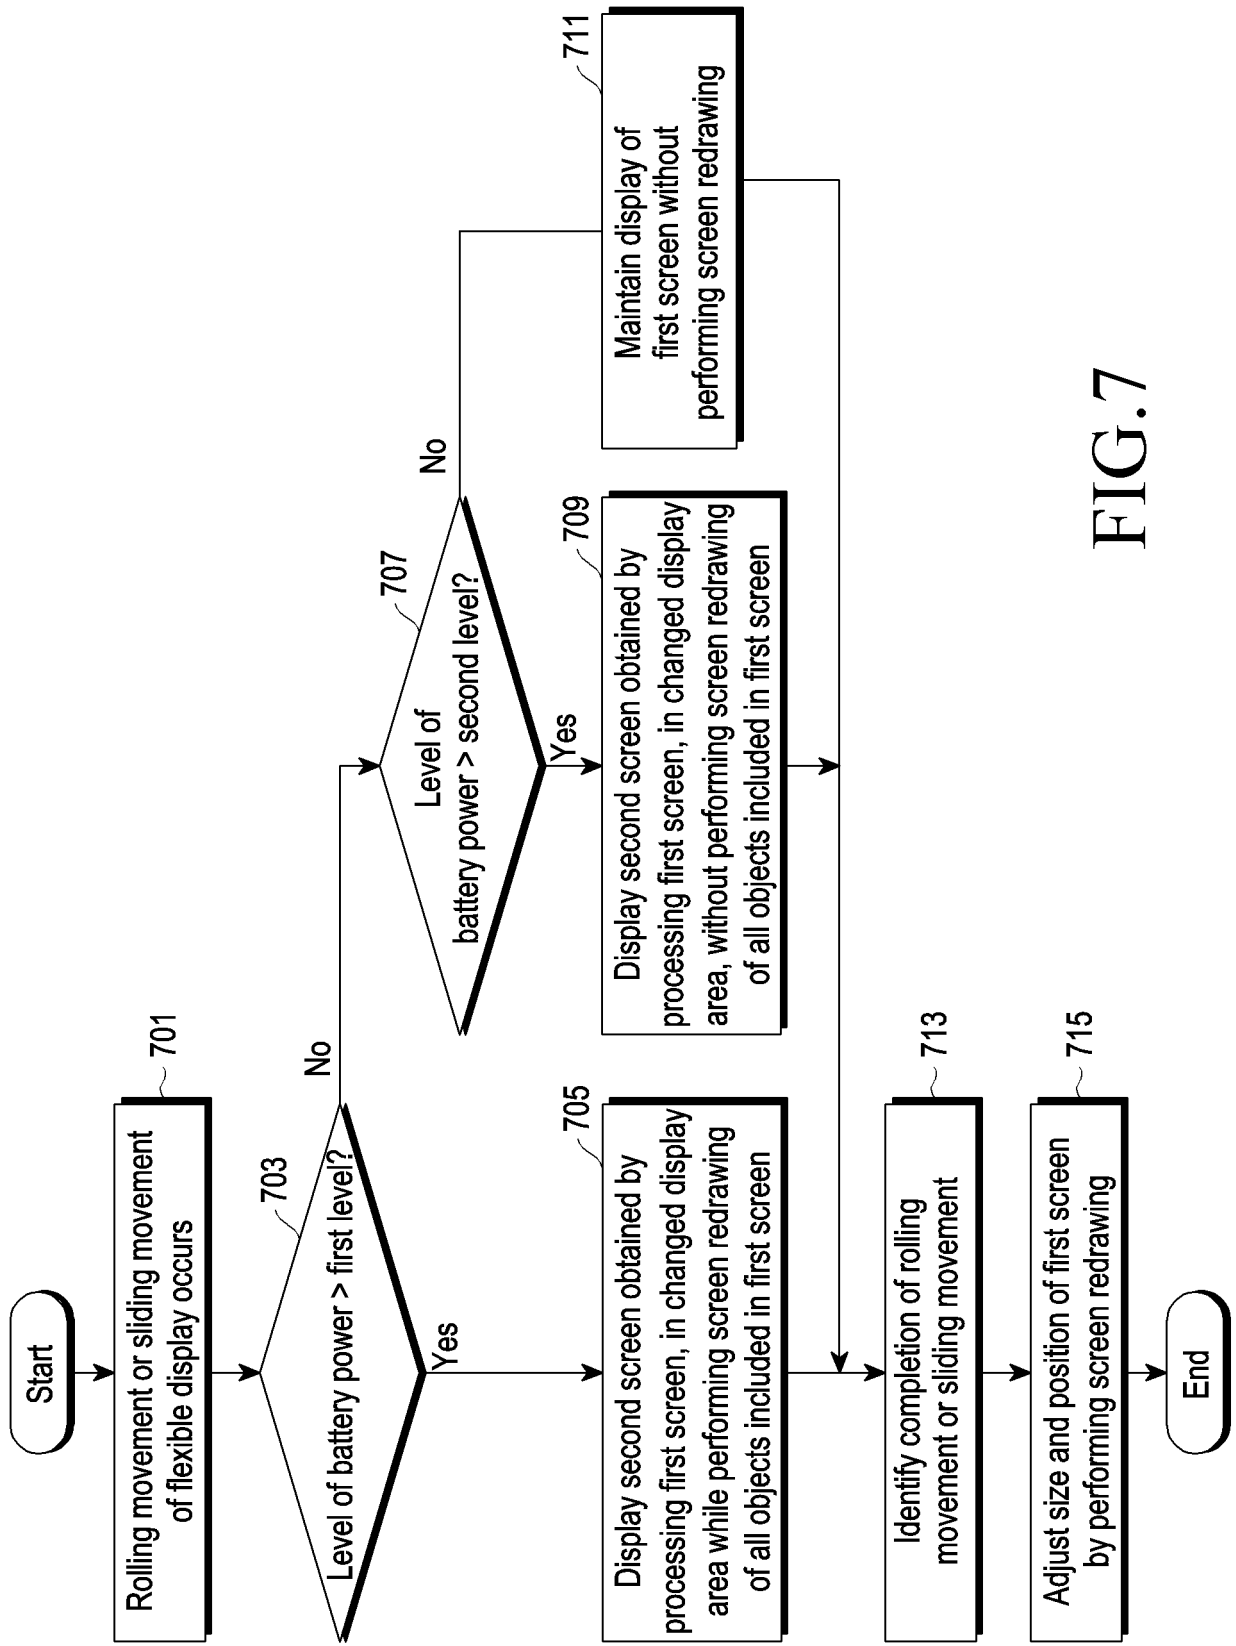 Start
Rolling movement or sliding movement
of flexible display occurs
701
703
Level of battery power > first level?
No
Yes
707
Level of
battery power > second level?
No
Yes
705
Display second screen obtained by
processing first screen, in changed display
area while performing screen redrawing
of all objects included in first screen
709
Display second screen obtained by
processing first screen, in changed display
area, without performing screen redrawing
of all objects included in first screen
711
Maintain display of
first screen without
performing screen redrawing
713
Identify completion of rolling
movement or sliding movement
715
Adjust size and position of first screen
by performing screen redrawing
End
FIG.7